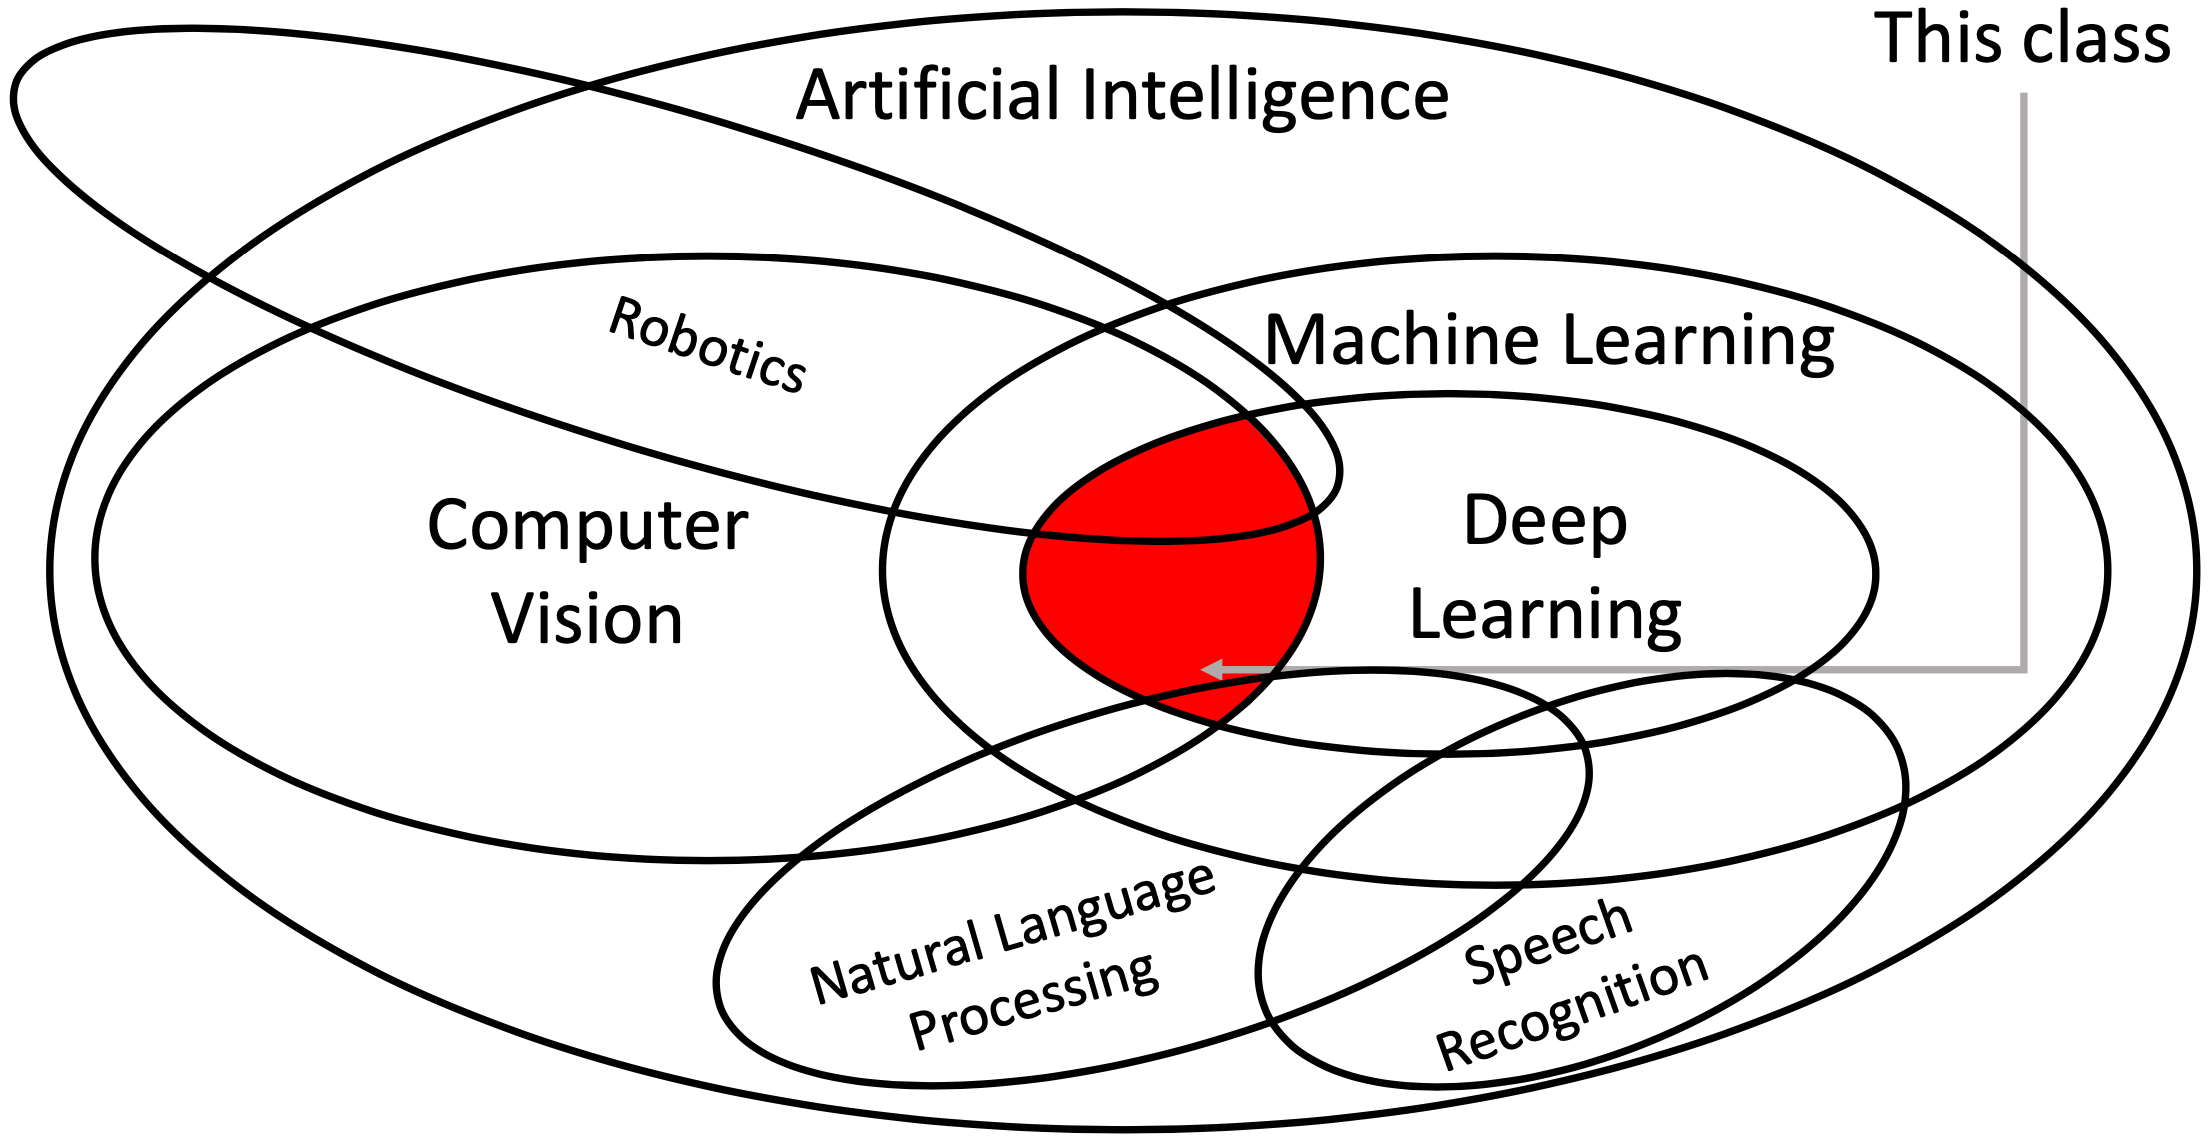 This class
Artificial Intelligence
Robotics
Machine Learning
Computer
Vision
Deep
Learning
Natural Language
Processing
Speech
Recognition